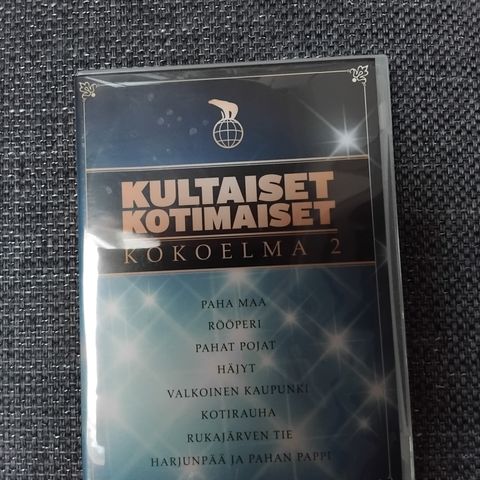 KULTAISET
KOTIMAISET
KOKOELMA 2
PAHA MAA
RÖÖPERI
PAHAT POJAT
HÄJYT
VALKOINEN KAUPUNKI
KOTIRAUHA
RUKAJÄRVEN TIE
HARJUNPÄÄ JA PAHAN PAPPI